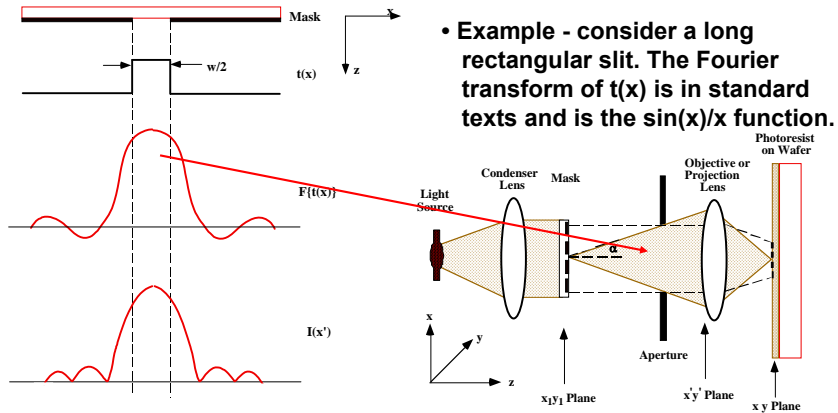 Mask
x
z
w/2
t(x)
F{t(x)}
I(x')
• Example - consider a long
rectangular slit. The Fourier
transform of t(x) is in standard
texts and is the sin(x)/x function.
Photoresist
on Wafer
Objective or
Projection
Lens
Condenser
Lens
Mask
Light
Source
α
Aperture
x
y
z
x1y1 Plane
x'y' Plane
x y Plane